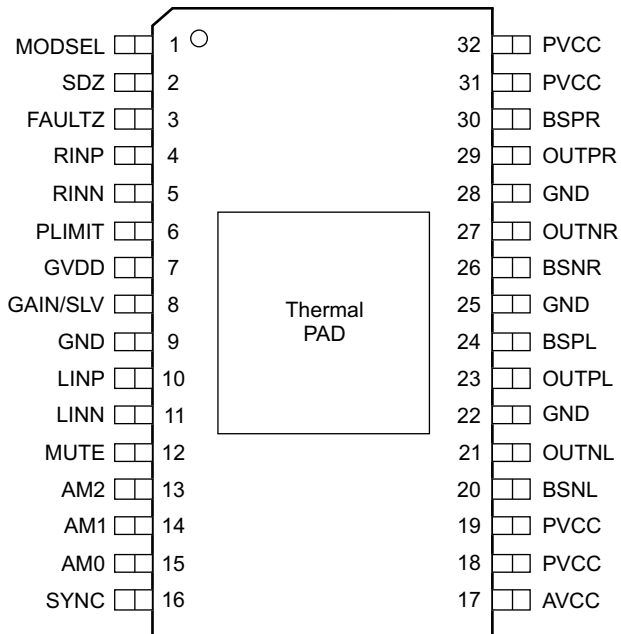 MODSEL 1 32 PVCC
SDZ 2 31 PVCC
FAULTZ 3 30 BSPR
RINP 4 29 OUTPR
RINN 5 28 GND
PLIMIT 6 27 OUTNR
GVDD 7 26 BSNR
GAIN/SLV 8 25 GND
Thermal
PAD
GND 9 24 BSPL
LINP 10 23 OUTPL
LINN 11 22 GND
MUTE 12 21 OUTNL
AM2 13 20 BSNL
AM1 14 19 PVCC
AM0 15 18 PVCC
SYNC 16 17 AVCC